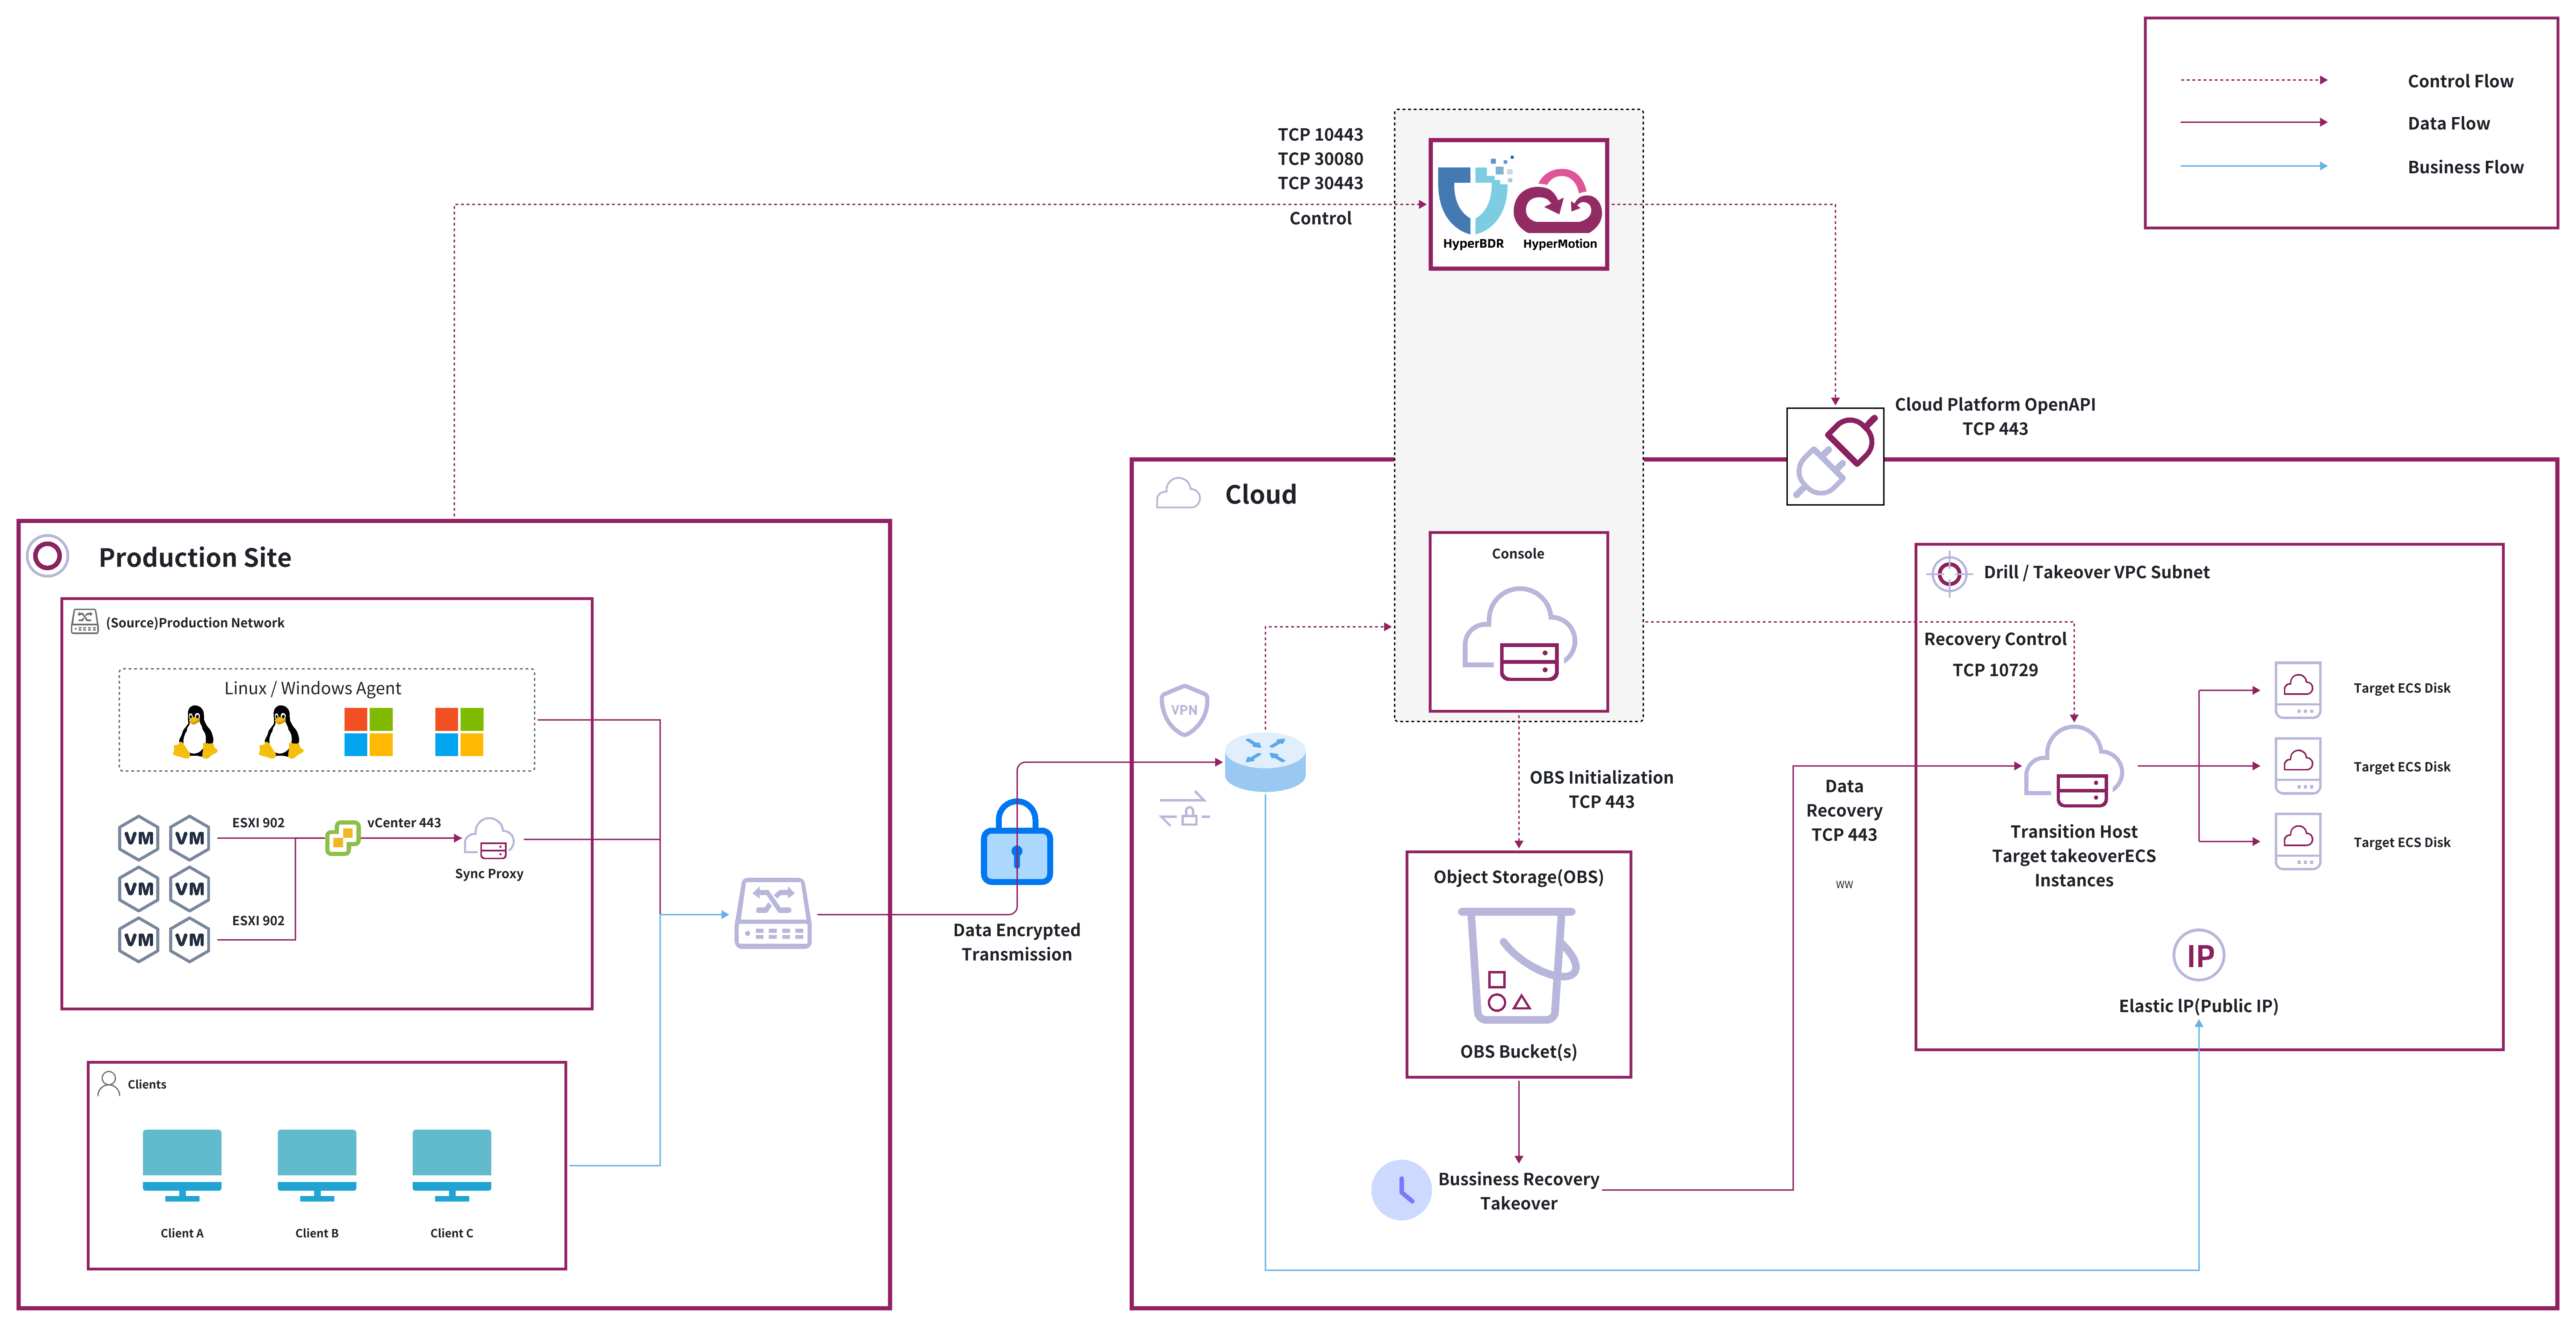 Control Flow
Data Flow
Business Flow
TCP 10443
TCP 30080
TCP 30443
Control
HyperBDR
HyperMotion
Cloud Platform OpenAPI
TCP 443
Production Site
(Source)Production Network
Linux / Windows Agent
VM
VM
ESXI 902
vCenter 443
Sync Proxy
VM
VM
VM
VM
ESXI 902
Clients
Client A
Client B
Client C
Data Encrypted
Transmission
Cloud
VPN
Console
OBS Initialization
TCP 443
Object Storage(OBS)
OBS Bucket(s)
Bussiness Recovery
Takeover
Data
Recovery
TCP 443
WW
Drill / Takeover VPC Subnet
Recovery Control
TCP 10729
Transition Host
Target takeoverECS
Instances
Target ECS Disk
Target ECS Disk
Target ECS Disk
IP
Elastic lP(Public IP)